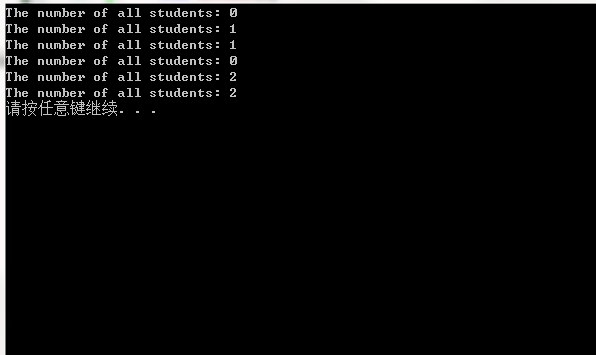 The number of all students: 0
The number of all students: 1
The number of all students: 1
The number of all students: 0
The number of all students: 2
The number of all students: 2
请按任意键继续. . .